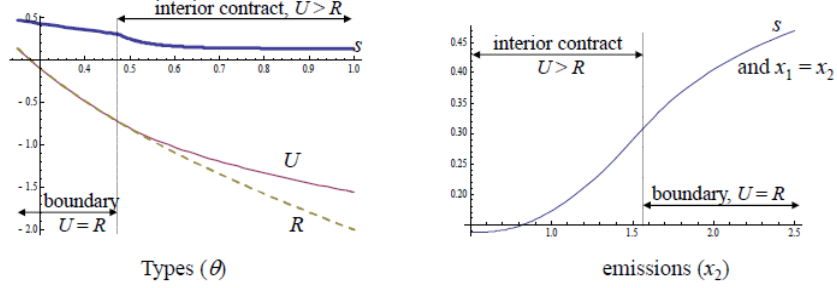 interior contract, U > R
0.5
s
0.4 0.5 0.6 0.7 0.8 0.9 1.0
- 0.5
- 1.0
U
- 1.5
boundary
U = R
R
- 2.0
Types (θ)
s
0.45
interior contract
and x₁ = x₂
0.40
U > R
0.35
0.30
0.25
boundary, U = R
0.20
1.0 1.5 2.0 2.5
emissions (x₂)